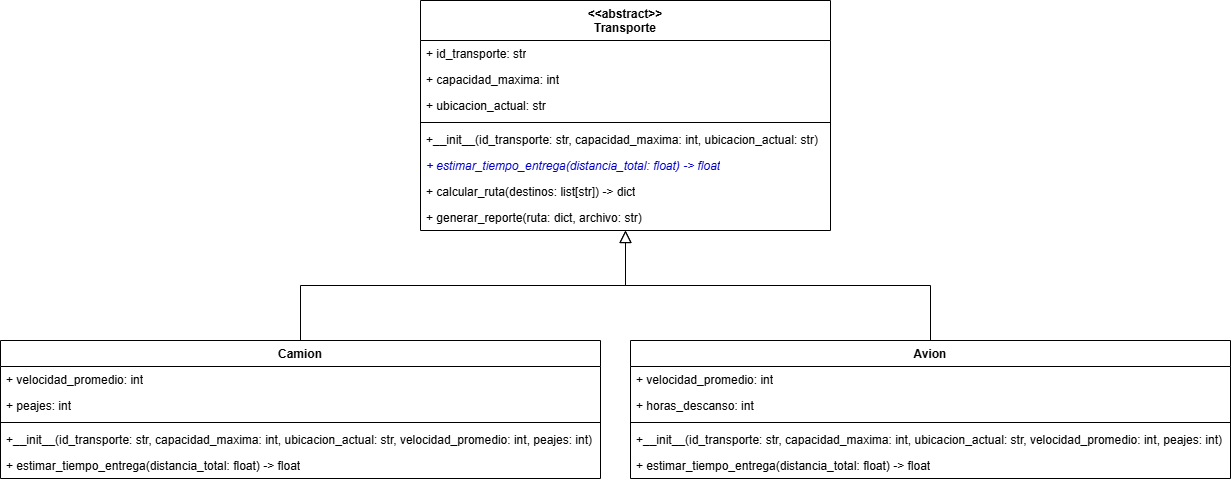 <<abstract>>
Transporte
+ id_transporte: str
+ capacidad_maxima: int
+ ubicacion_actual: str
+__init__(id_transporte: str, capacidad_maxima: int, ubicacion_actual: str)
+ estimar_tiempo_entrega(distancia_total: float) -> float
+ calcular_ruta(destinos: list[str]) -> dict
+ generar_reporte(ruta: dict, archivo: str)
Camion
+ velocidad_promedio: int
+ peajes: int
+__init__(id_transporte: str, capacidad_maxima: int, ubicacion_actual: str, velocidad_promedio: int, peajes: int)
+ estimar_tiempo_entrega(distancia_total: float) -> float
Avion
+ velocidad_promedio: int
+ horas_descanso: int
+__init__(id_transporte: str, capacidad_maxima: int, ubicacion_actual: str, velocidad_promedio: int, peajes: int)
+ estimar_tiempo_entrega(distancia_total: float) -> float